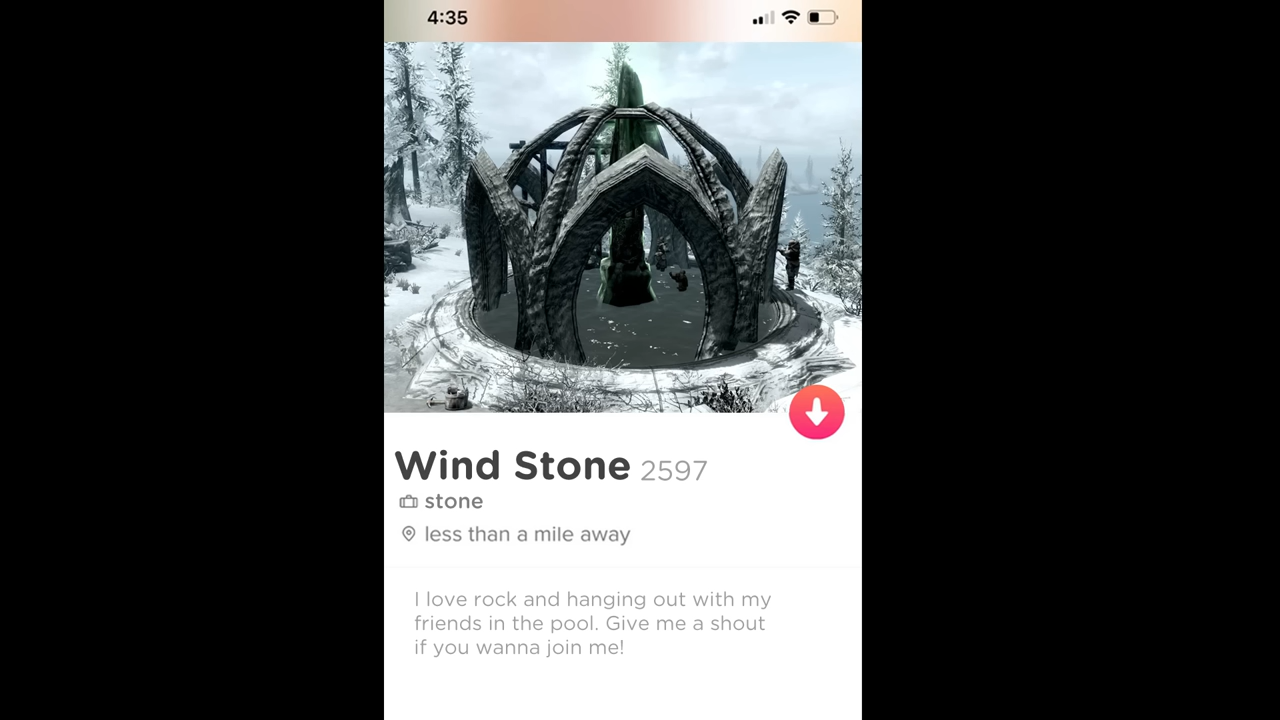 4:35
Wind Stone 2597
stone
less than a mile away
I love rock and hanging out with my
friends in the pool. Give me a shout
if you wanna join me!